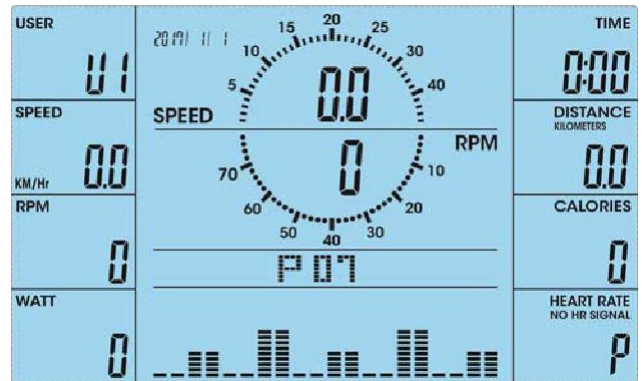 USER
U1
SPEED
KM/Hr 0.0
RPM
0
WATT
0
2017/ 1/ 1
5 10 15 20 25 30 40
0.0
SPEED
RPM
0
70 60 50 40 30 20 10
P 07
TIME
0:00
DISTANCE
KILOMETERS
0.0
CALORIES
0
HEART RATE
NO HR SIGNAL
P